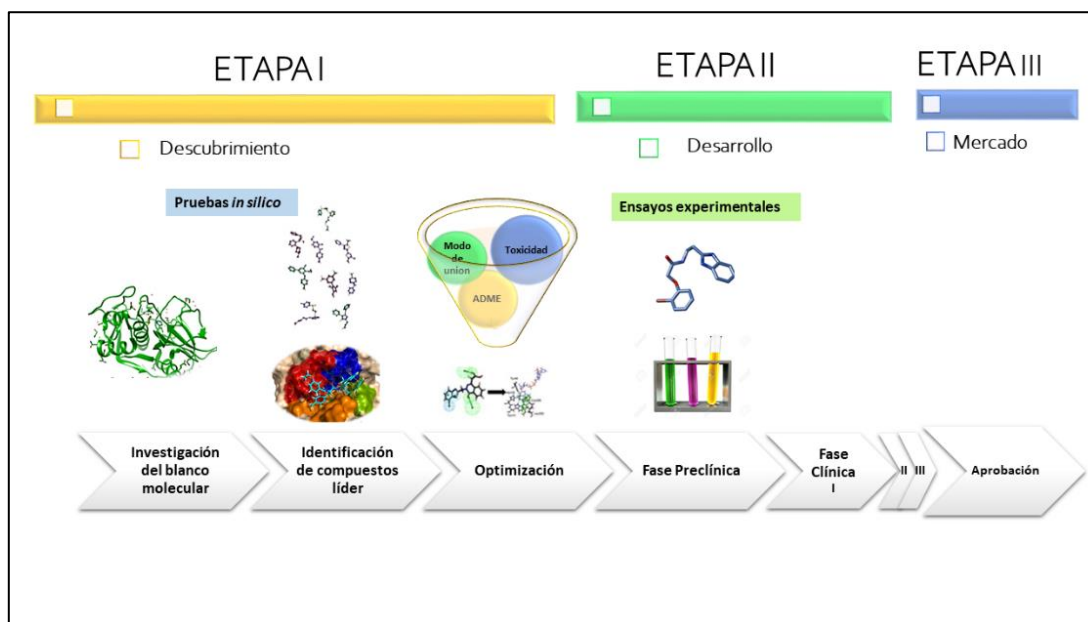 ETAPA I
ETAPA II
ETAPA III
Descubrimiento
Desarrollo
Mercado
Pruebas in silico
Ensayos experimentales
Modo
de
union
Toxicidad
ADME
Investigación
del blanco
molecular
Identificación
de compuestos
líder
Optimización
Fase Preclínica
Fase
Clínica
I
II
III
Aprobación